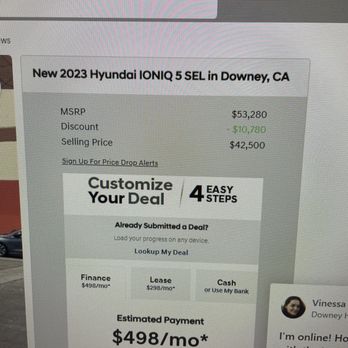 ws
New 2023 Hyundai IONIQ 5 SEL in Downey, CA
MSRP $53,280
Discount - $10,780
Selling Price $42,500
Sign Up For Price Drop Alerts
Customize
Your Deal
4 EASY
STEPS
Already Submitted a Deal?
Load your progress on any device.
Lookup My Deal
Finance
$498/mo*
Lease
$298/mo*
Cash
or Use My Bank
Estimated Payment
$498/mo*
Vinessa
Downey H
I'm online! Ho